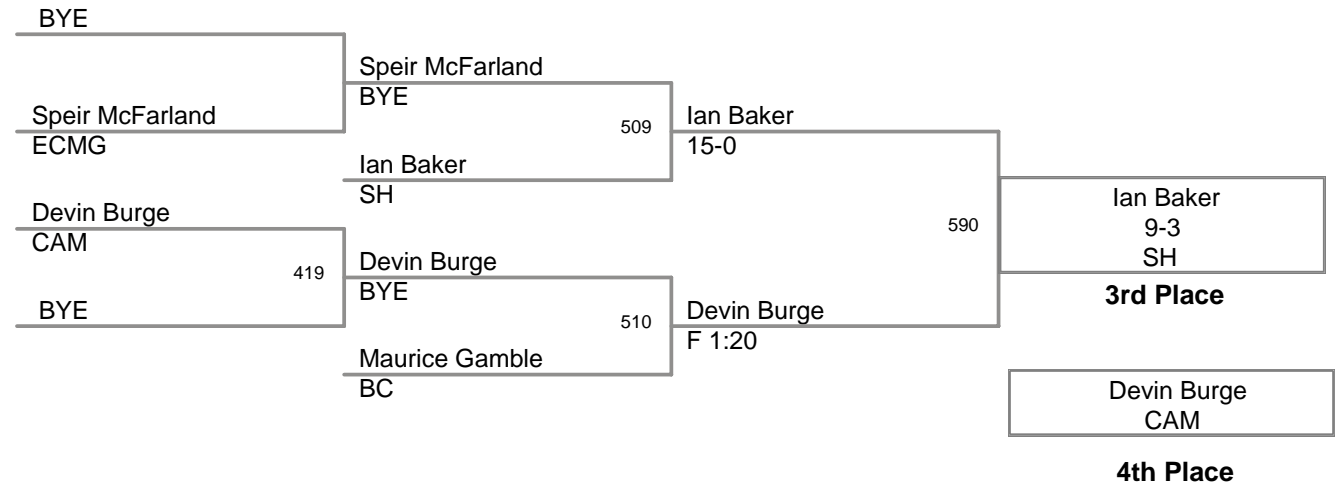 BYE
Speir McFarland
BYE
Speir McFarland
ECMG
509
Ian Baker
15-0
Ian Baker
SH
Devin Burge
CAM
419
Devin Burge
BYE
BYE
510
Devin Burge
F 1:20
Maurice Gamble
BC
590
Ian Baker
9-3
SH
3rd Place
Devin Burge
CAM
4th Place